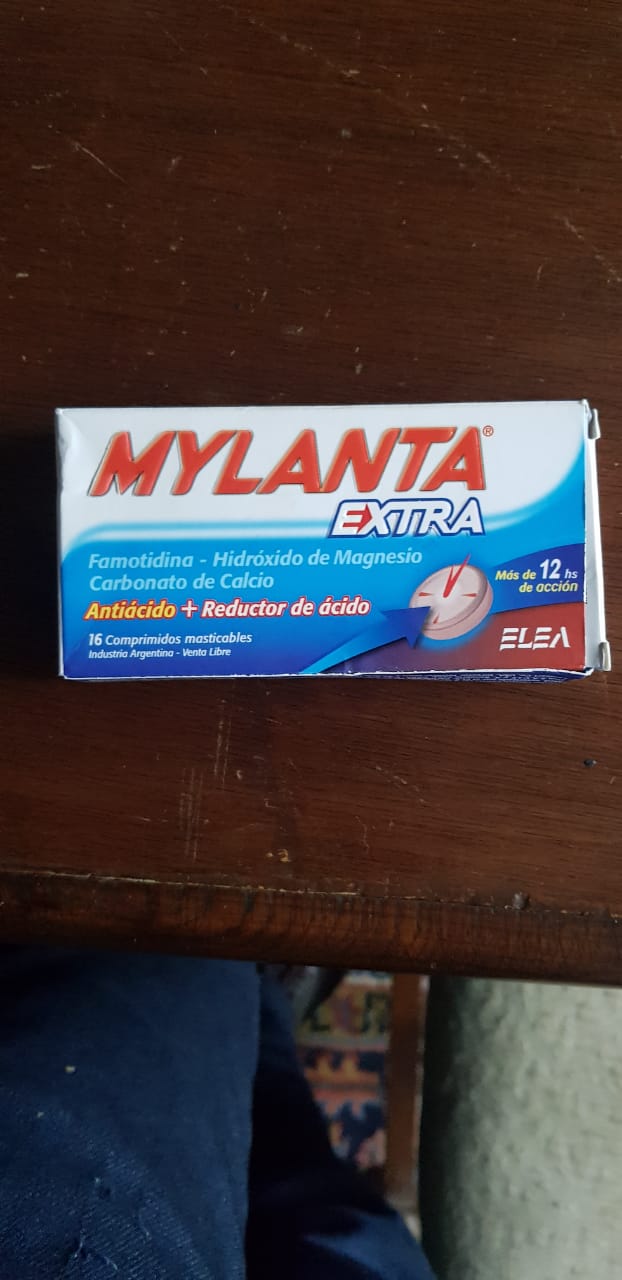 MYLANTA®
EXTRA
Famotidina - Hidróxido de Magnesio
Carbonato de Calcio
Antiácido + Reductor de ácido
16 Comprimidos masticables
Industria Argentina - Venta Libre
Más de 12 hs
de acción
ELEA